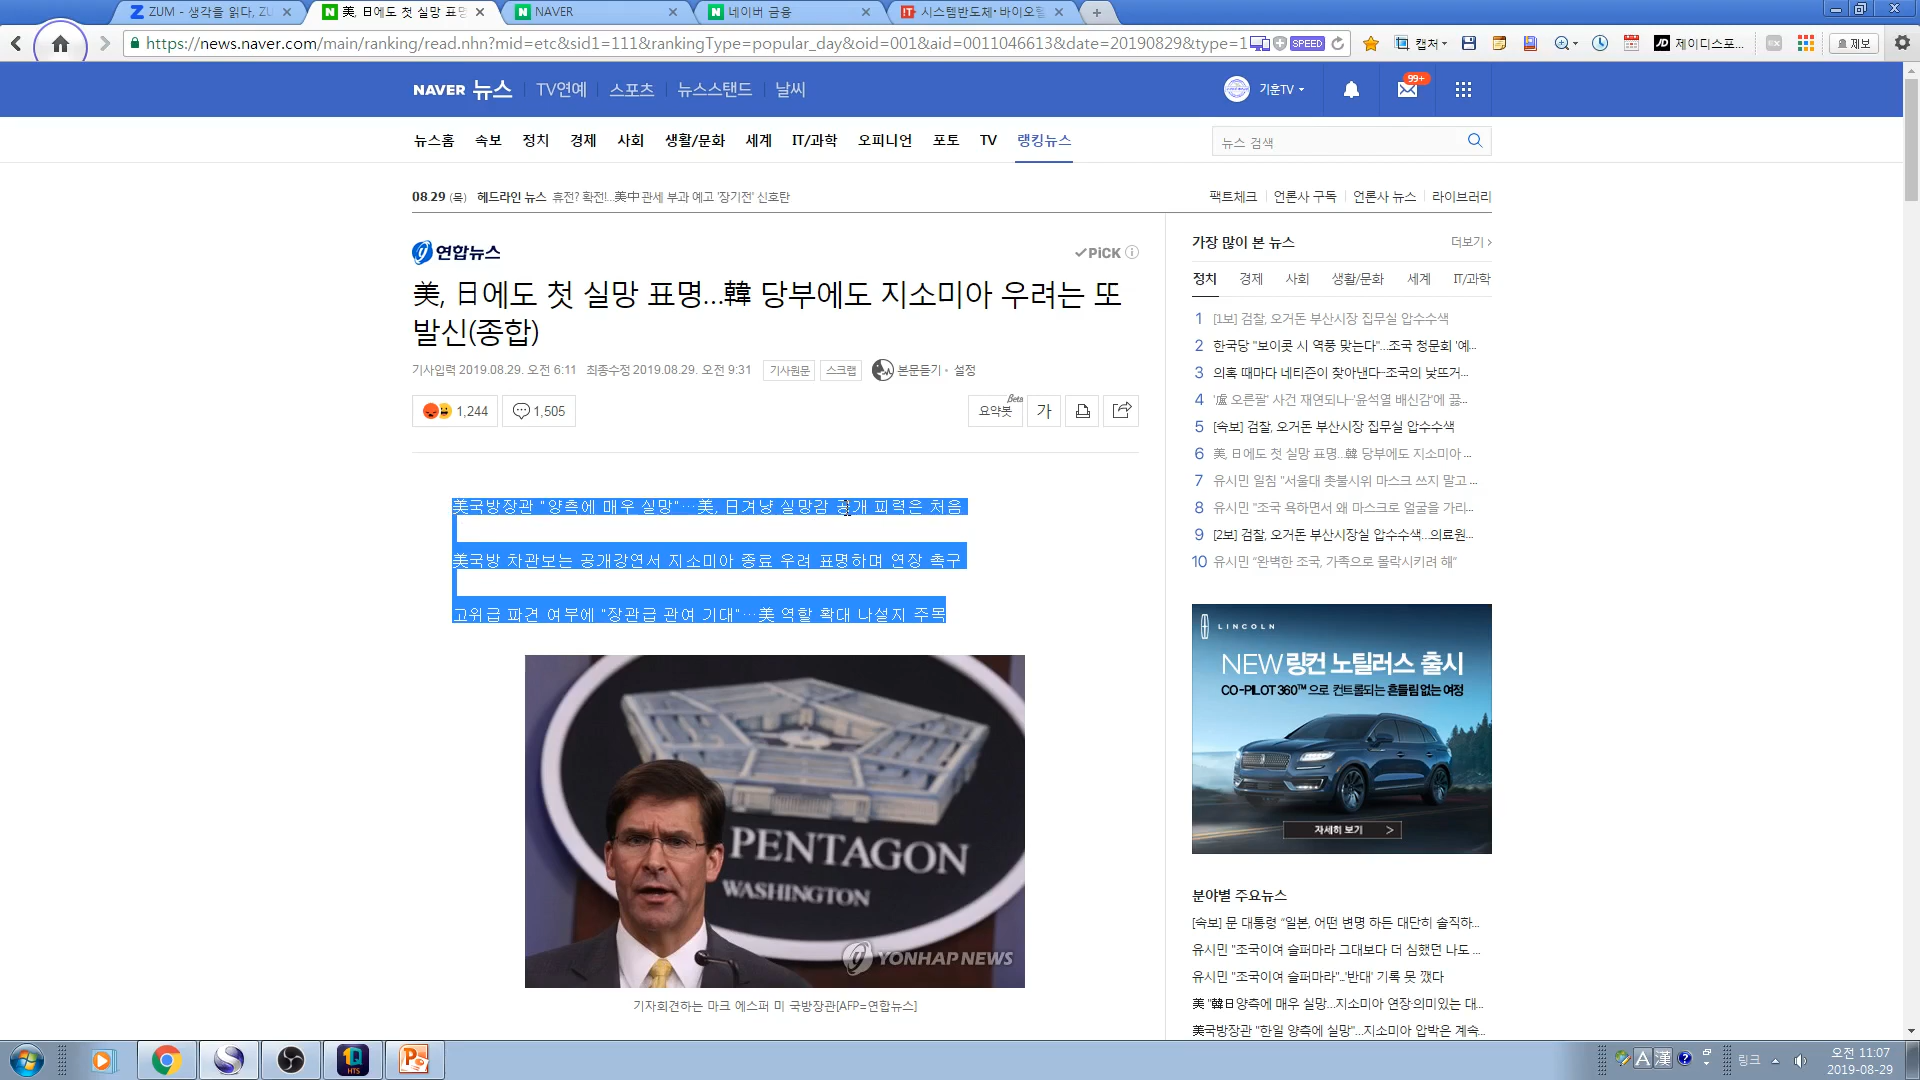 ZUM - 생각을 읽다, ZU
美, 日에도 첫 실망 표명
NAVER
네이버 금융
시스템반도체·바이오헬
https://news.naver.com/main/ranking/read.nhn?mid=etc&sid1=111&rankingType=popular_day&oid=001&aid=0011046613&date=20190829&type=1
SPEED
캡처
제이디스포...
제보
NAVER 뉴스 TV연예 스포츠 뉴스스탠드 날씨
기훈TV
99+
뉴스홈 속보 정치 경제 사회 생활/문화 세계 IT/과학 오피니언 포토 TV 랭킹뉴스
뉴스 검색
08.29 (목) 헤드라인 뉴스 휴전? 확전!...美中 관세 부과 예고 '장기전' 신호탄
팩트체크 언론사 구독 언론사 뉴스 라이브러리
연합뉴스
PiCK
美, 日에도 첫 실망 표명...韓 당부에도 지소미아 우려는 또
발신(종합)
기사입력 2019.08.29. 오전 6:11 최종수정 2019.08.29. 오전 9:31 기사원문 스크랩 본문듣기 · 설정
1,244 1,505
요약봇 Beta 가
美국방장관 "양측에 매우 실망"…美, 日겨냥 실망감 공개 피력은 처음
美국방 차관보는 공개강연서 지소미아 종료 우려 표명하며 연장 촉구
고위급 파견 여부에 "장관급 관여 기대"…美 역할 확대 나설지 주목
PENTAGON
WASHINGTON
YONHAP NEWS
기자회견하는 마크 에스퍼 미 국방장관[AFP=연합뉴스]
가장 많이 본 뉴스 더보기
정치 경제 사회 생활/문화 세계 IT/과학
1 [1보] 검찰, 오거돈 부산시장 집무실 압수수색
2 한국당 "보이콧 시 역풍 맞는다"...조국 청문회 '예...
3 의혹 때마다 네티즌이 찾아낸다-조국의 낯뜨거...
4 '盧 오른팔' 사건 재연되나-'윤석열 배신감'에 끓...
5 [속보] 검찰, 오거돈 부산시장 집무실 압수수색
6 美, 日에도 첫 실망 표명...韓 당부에도 지소미아 ...
7 유시민 일침 "서울대 촛불시위 마스크 쓰지 말고 ...
8 유시민 "조국 욕하면서 왜 마스크로 얼굴을 가리...
9 [2보] 검찰, 오거돈 부산시장실 압수수색...의료원...
10 유시민 "완벽한 조국, 가족으로 몰락시키려 해"
LINCOLN
NEW 링컨 노틸러스 출시
CO-PILOT 360™ 으로 컨트롤되는 흔들림 없는 여정
자세히 보기 >
분야별 주요뉴스
[속보] 문 대통령 "일본, 어떤 변명 하든 대단히 솔직하...
유시민 "조국이여 슬퍼마라 그대보다 더 심했던 나도 ...
유시민 "조국이여 슬퍼마라"...'반대' 기록 못 깼다
美 "韓日양측에 매우 실망...지소미아 연장·의미있는 대...
美국방장관 "한일 양측에 실망"...지소미아 압박은 계속...
HTS
A 漢
링크
오전 11:07
2019-08-29